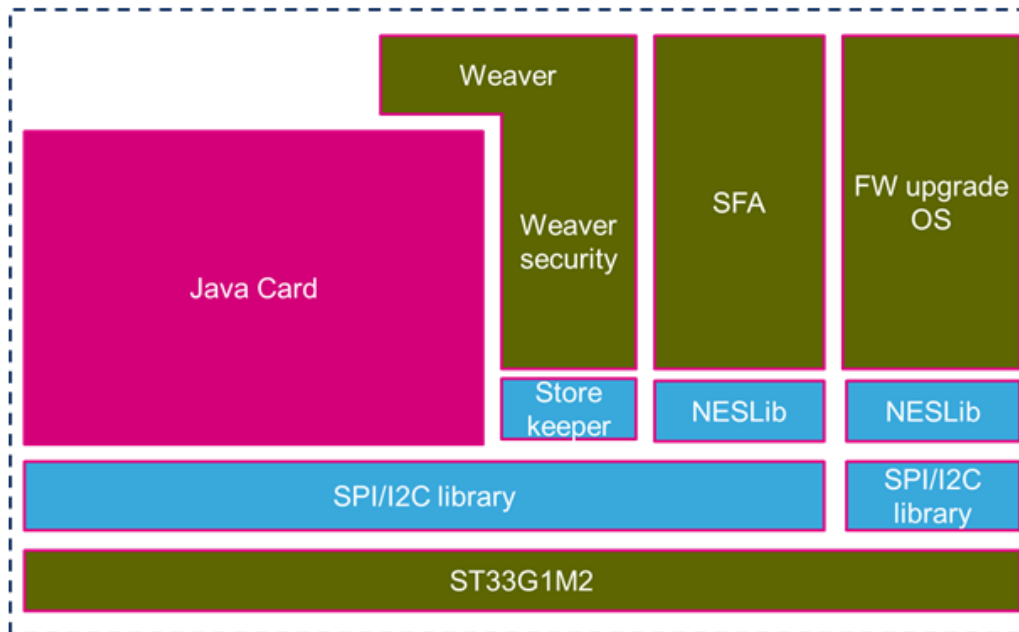 Weaver
Java Card
Weaver
security
SFA
FW upgrade
OS
Store
keeper
NESLib
NESLib
SPI/I2C library
SPI/I2C
library
ST33G1M2